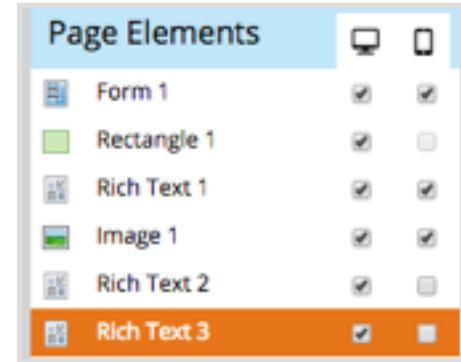 Page Elements
Form 1
Rectangle 1
Rich Text 1
Image 1
Rich Text 2
Rich Text 3